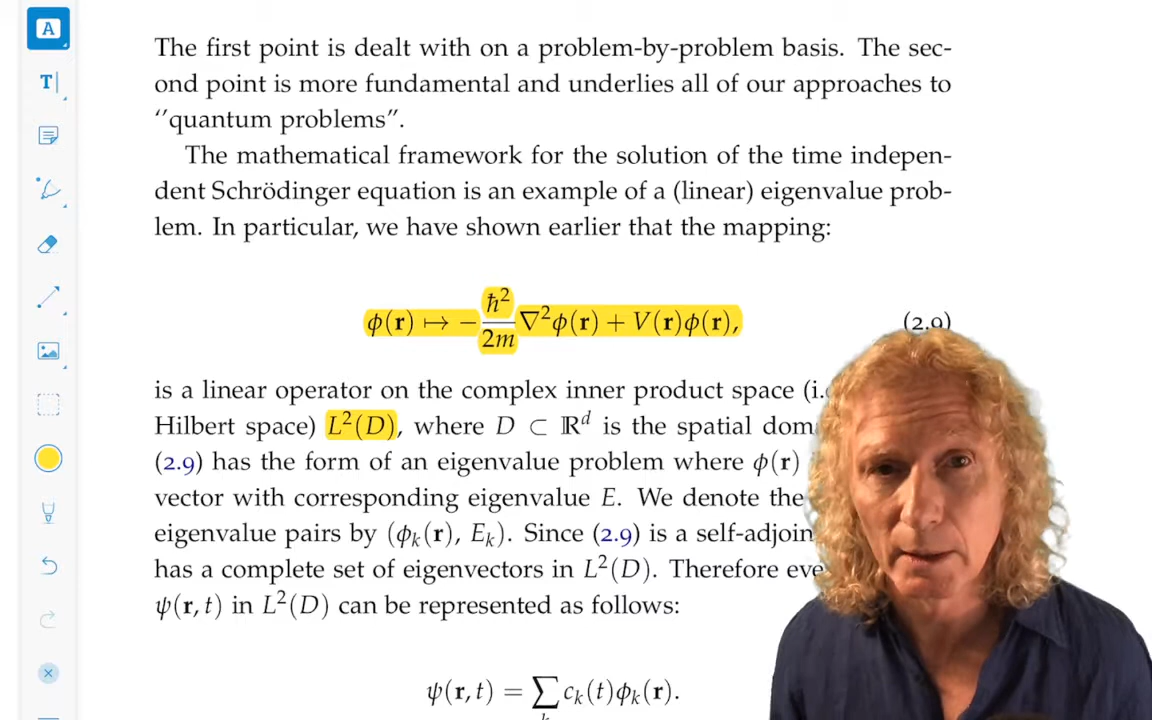 A
The first point is dealt with on a problem-by-problem basis. The sec-
T
ond point is more fundamental and underlies all of our approaches to
‘‘quantum problems”.
The mathematical framework for the solution of the time indepen-
dent Schrödinger equation is an example of a (linear) eigenvalue prob-
lem. In particular, we have shown earlier that the mapping:
ϕ(r) ↦ −ħ²/2m ∇²ϕ(r) + V(r)ϕ(r), (2.9)
is a linear operator on the complex inner product space (i.
Hilbert space) L²(D), where D ⊂ ℝᵈ is the spatial dom
(2.9) has the form of an eigenvalue problem where ϕ(r)
vector with corresponding eigenvalue E. We denote the
eigenvalue pairs by (ϕₖ(r), Eₖ). Since (2.9) is a self-adjoin
has a complete set of eigenvectors in L²(D). Therefore eve
ψ(r, t) in L²(D) can be represented as follows:
ψ(r, t) = ∑ cₖ(t)ϕₖ(r).